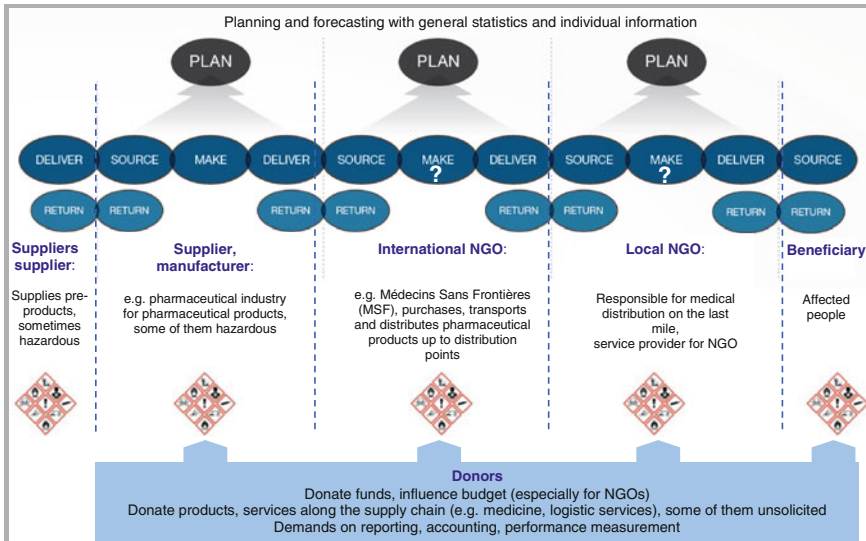 Planning and forecasting with general statistics and individual information
PLAN PLAN PLAN
DELIVER SOURCE MAKE DELIVER SOURCE MAKE DELIVER SOURCE MAKE DELIVER SOURCE
? ?
RETURN RETURN RETURN RETURN RETURN RETURN RETURN RETURN
Suppliers
supplier:
Supplies pre-
products,
sometimes
hazardous
Supplier,
manufacturer:
e.g. pharmaceutical industry
for pharmaceutical products,
some of them hazardous
International NGO:
e.g. Médecins Sans Frontières
(MSF), purchases, transports
and distributes pharmaceutical
products up to distribution
points
Local NGO:
Responsible for medical
distribution on the last
mile,
service provider for NGO
Beneficiary:
Affected
people
Donors
Donate funds, influence budget (especially for NGOs)
Donate products, services along the supply chain (e.g. medicine, logistic services), some of them unsolicited
Demands on reporting, accounting, performance measurement